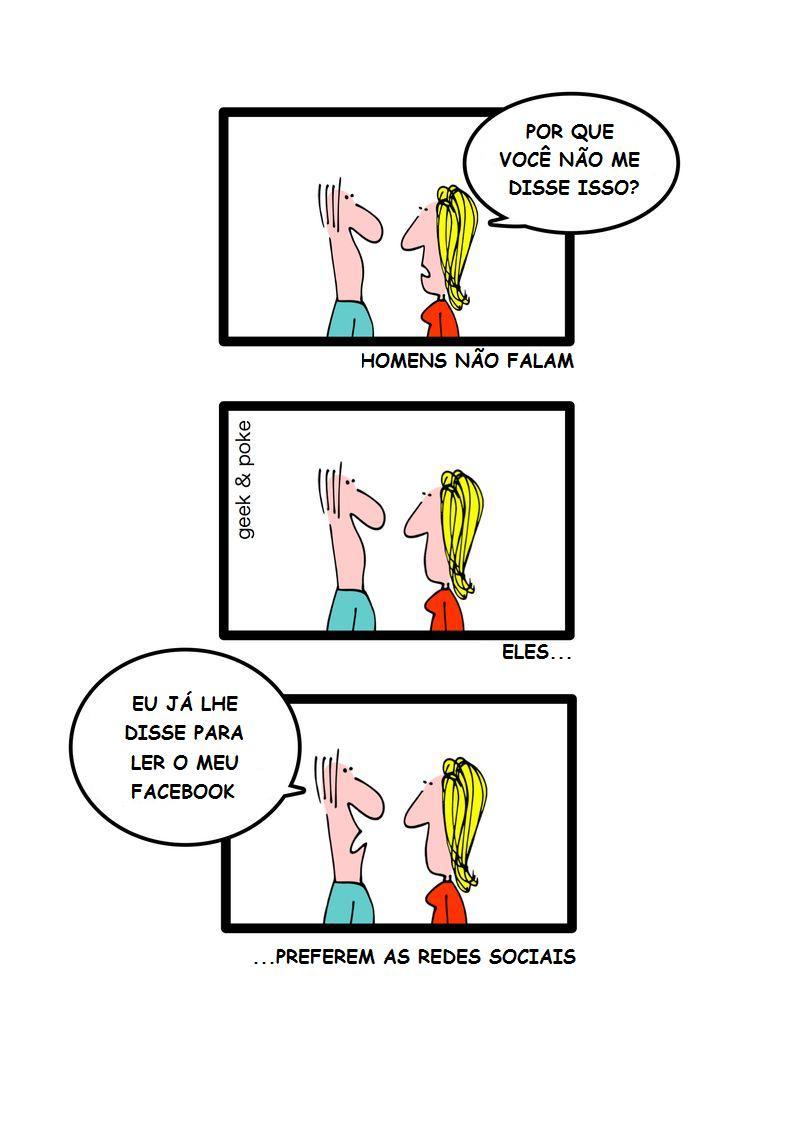 POR QUE
VOCÊ NÃO ME
DISSE ISSO?
HOMENS NÃO FALAM
geek & poke
ELES...
EU JÁ LHE
DISSE PARA
LER O MEU
FACEBOOK
...PREFEREM AS REDES SOCIAIS